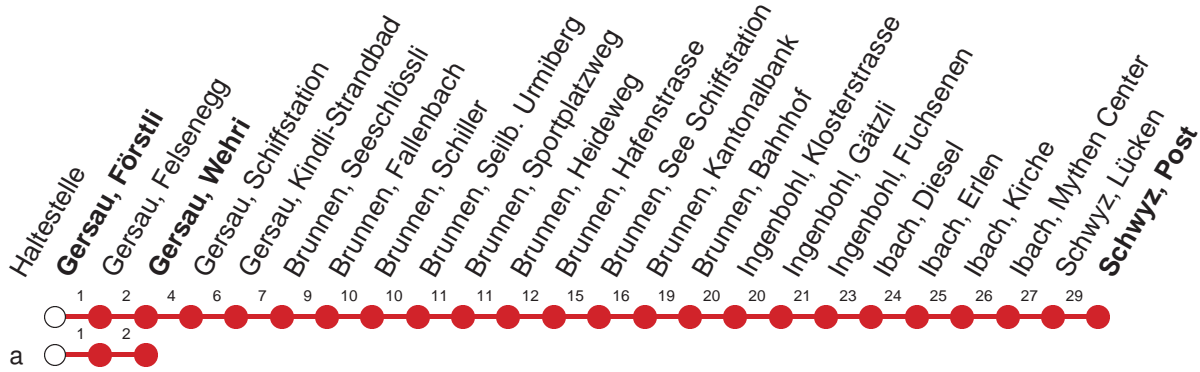 Haltestelle
Gersau, Förstli
Gersau, Felsenegg
Gersau, Wehri
Gersau, Schiffstation
Gersau, Kindli-Strandbad
Brunnen, Seeschlössli
Brunnen, Fallenbach
Brunnen, Schiller
Brunnen, Seilb. Urmiberg
Brunnen, Sportplatzweg
Brunnen, Heideweg
Brunnen, Hafenstrasse
Brunnen, See Schiffstation
Brunnen, Kantonalbank
Brunnen, Bahnhof
Ingenbohl, Klosterstrasse
Ingenbohl, Gätzli
Ingenbohl, Fuchsenen
Ibach, Diesel
Ibach, Erlen
Ibach, Kirche
Ibach, Mythen Center
Schwyz, Lücken
Schwyz, Post
1 2 4 6 7 9 10 10 11 11 12 15 16 19 20 20 21 23 24 25 26 27 29
a 1 2